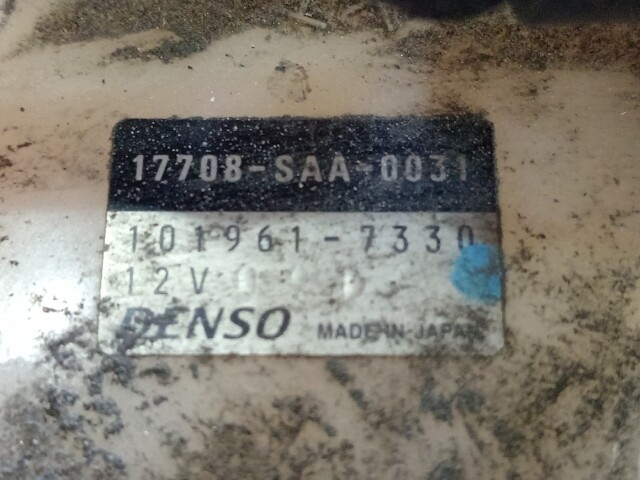 17708-SAA-0031
101961-7330
12V
DENSO MADE-IN-JAPAN